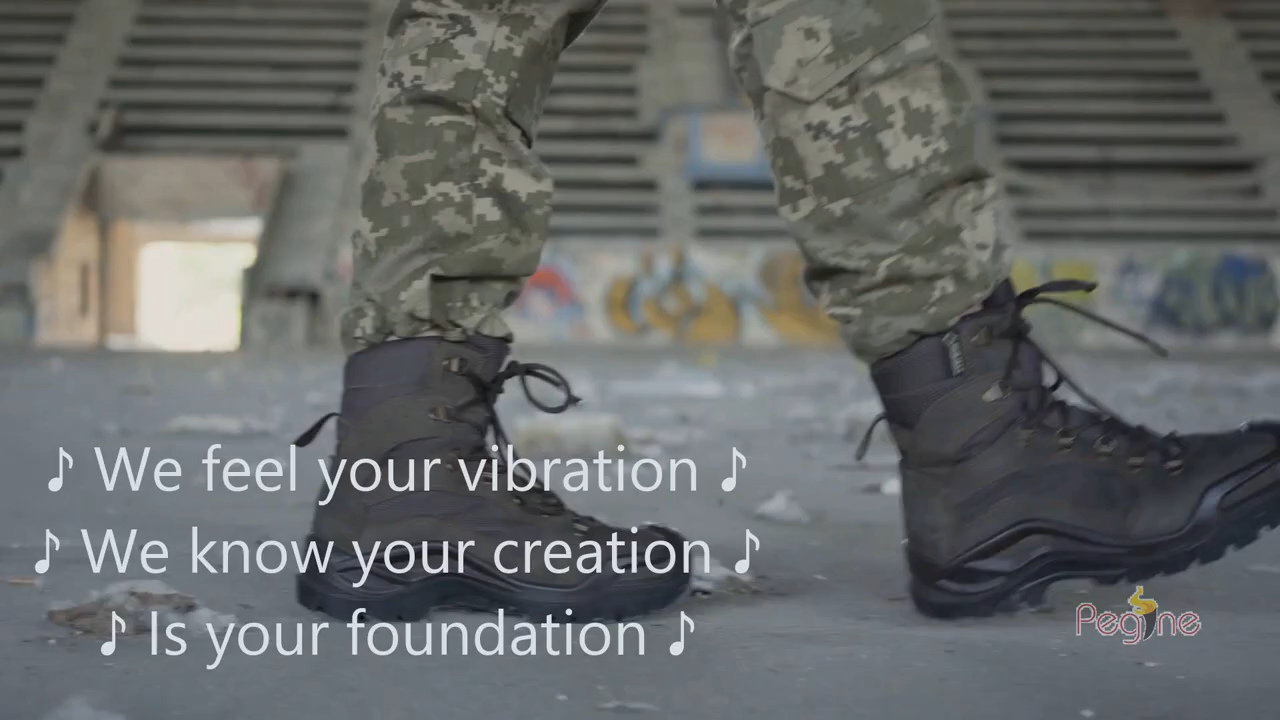 ♪ We feel your vibration ♪
♪ We know your creation ♪
♪ Is your foundation ♪
Pegine